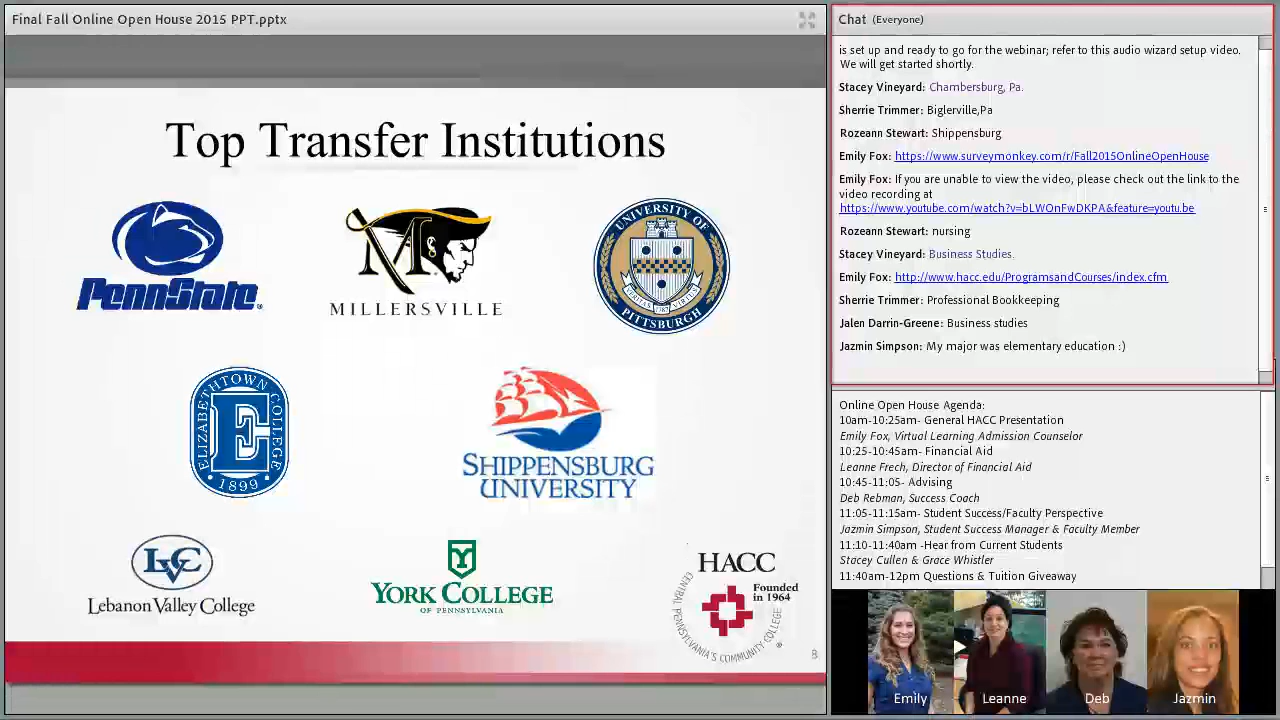 Final Fall Online Open House 2015 PPT.pptx
Top Transfer Institutions
PennState
MILLERSVILLE
UNIVERSITY OF
PITTSBURGH
ELIZABETHTOWN
COLLEGE
E
1899
SHIPPENSBURG
UNIVERSITY
LVC
Lebanon Valley College
YORK COLLEGE
OF PENNSYLVANIA
HACC
Founded
in 1964
CENTRAL PENNSYLVANIA'S COMMUNITY COLLEGE
8
Chat (Everyone)
is set up and ready to go for the webinar; refer to this audio wizard setup video.
We will get started shortly.
Stacey Vineyard: Chambersburg, Pa.
Sherrie Trimmer: Biglerville,Pa
Rozeann Stewart: Shippensburg
Emily Fox: https://www.surveymonkey.com/r/Fall2015OnlineOpenHouse
Emily Fox: If you are unable to view the video, please check out the link to the
video recording at
https://www.youtube.com/watch?v=bLWOnFwDKPA&feature=youtu.be
Rozeann Stewart: nursing
Stacey Vineyard: Business Studies.
Emily Fox: http://www.hacc.edu/ProgramsandCourses/index.cfm
Sherrie Trimmer: Professional Bookkeeping
Jalen Darrin-Greene: Business studies
Jazmin Simpson: My major was elementary education :)
Online Open House Agenda:
10am-10:25am- General HACC Presentation
Emily Fox, Virtual Learning Admission Counselor
10:25-10:45am- Financial Aid
Leanne Frech, Director of Financial Aid
10:45-11:05- Advising
Deb Rebman, Success Coach
11:05-11:15am- Student Success/Faculty Perspective
Jazmin Simpson, Student Success Manager & Faculty Member
11:10-11:40am -Hear from Current Students
Stacey Cullen & Grace Whistler
11:40am-12pm Questions & Tuition Giveaway
Emily
Leanne
Deb
Jazmin